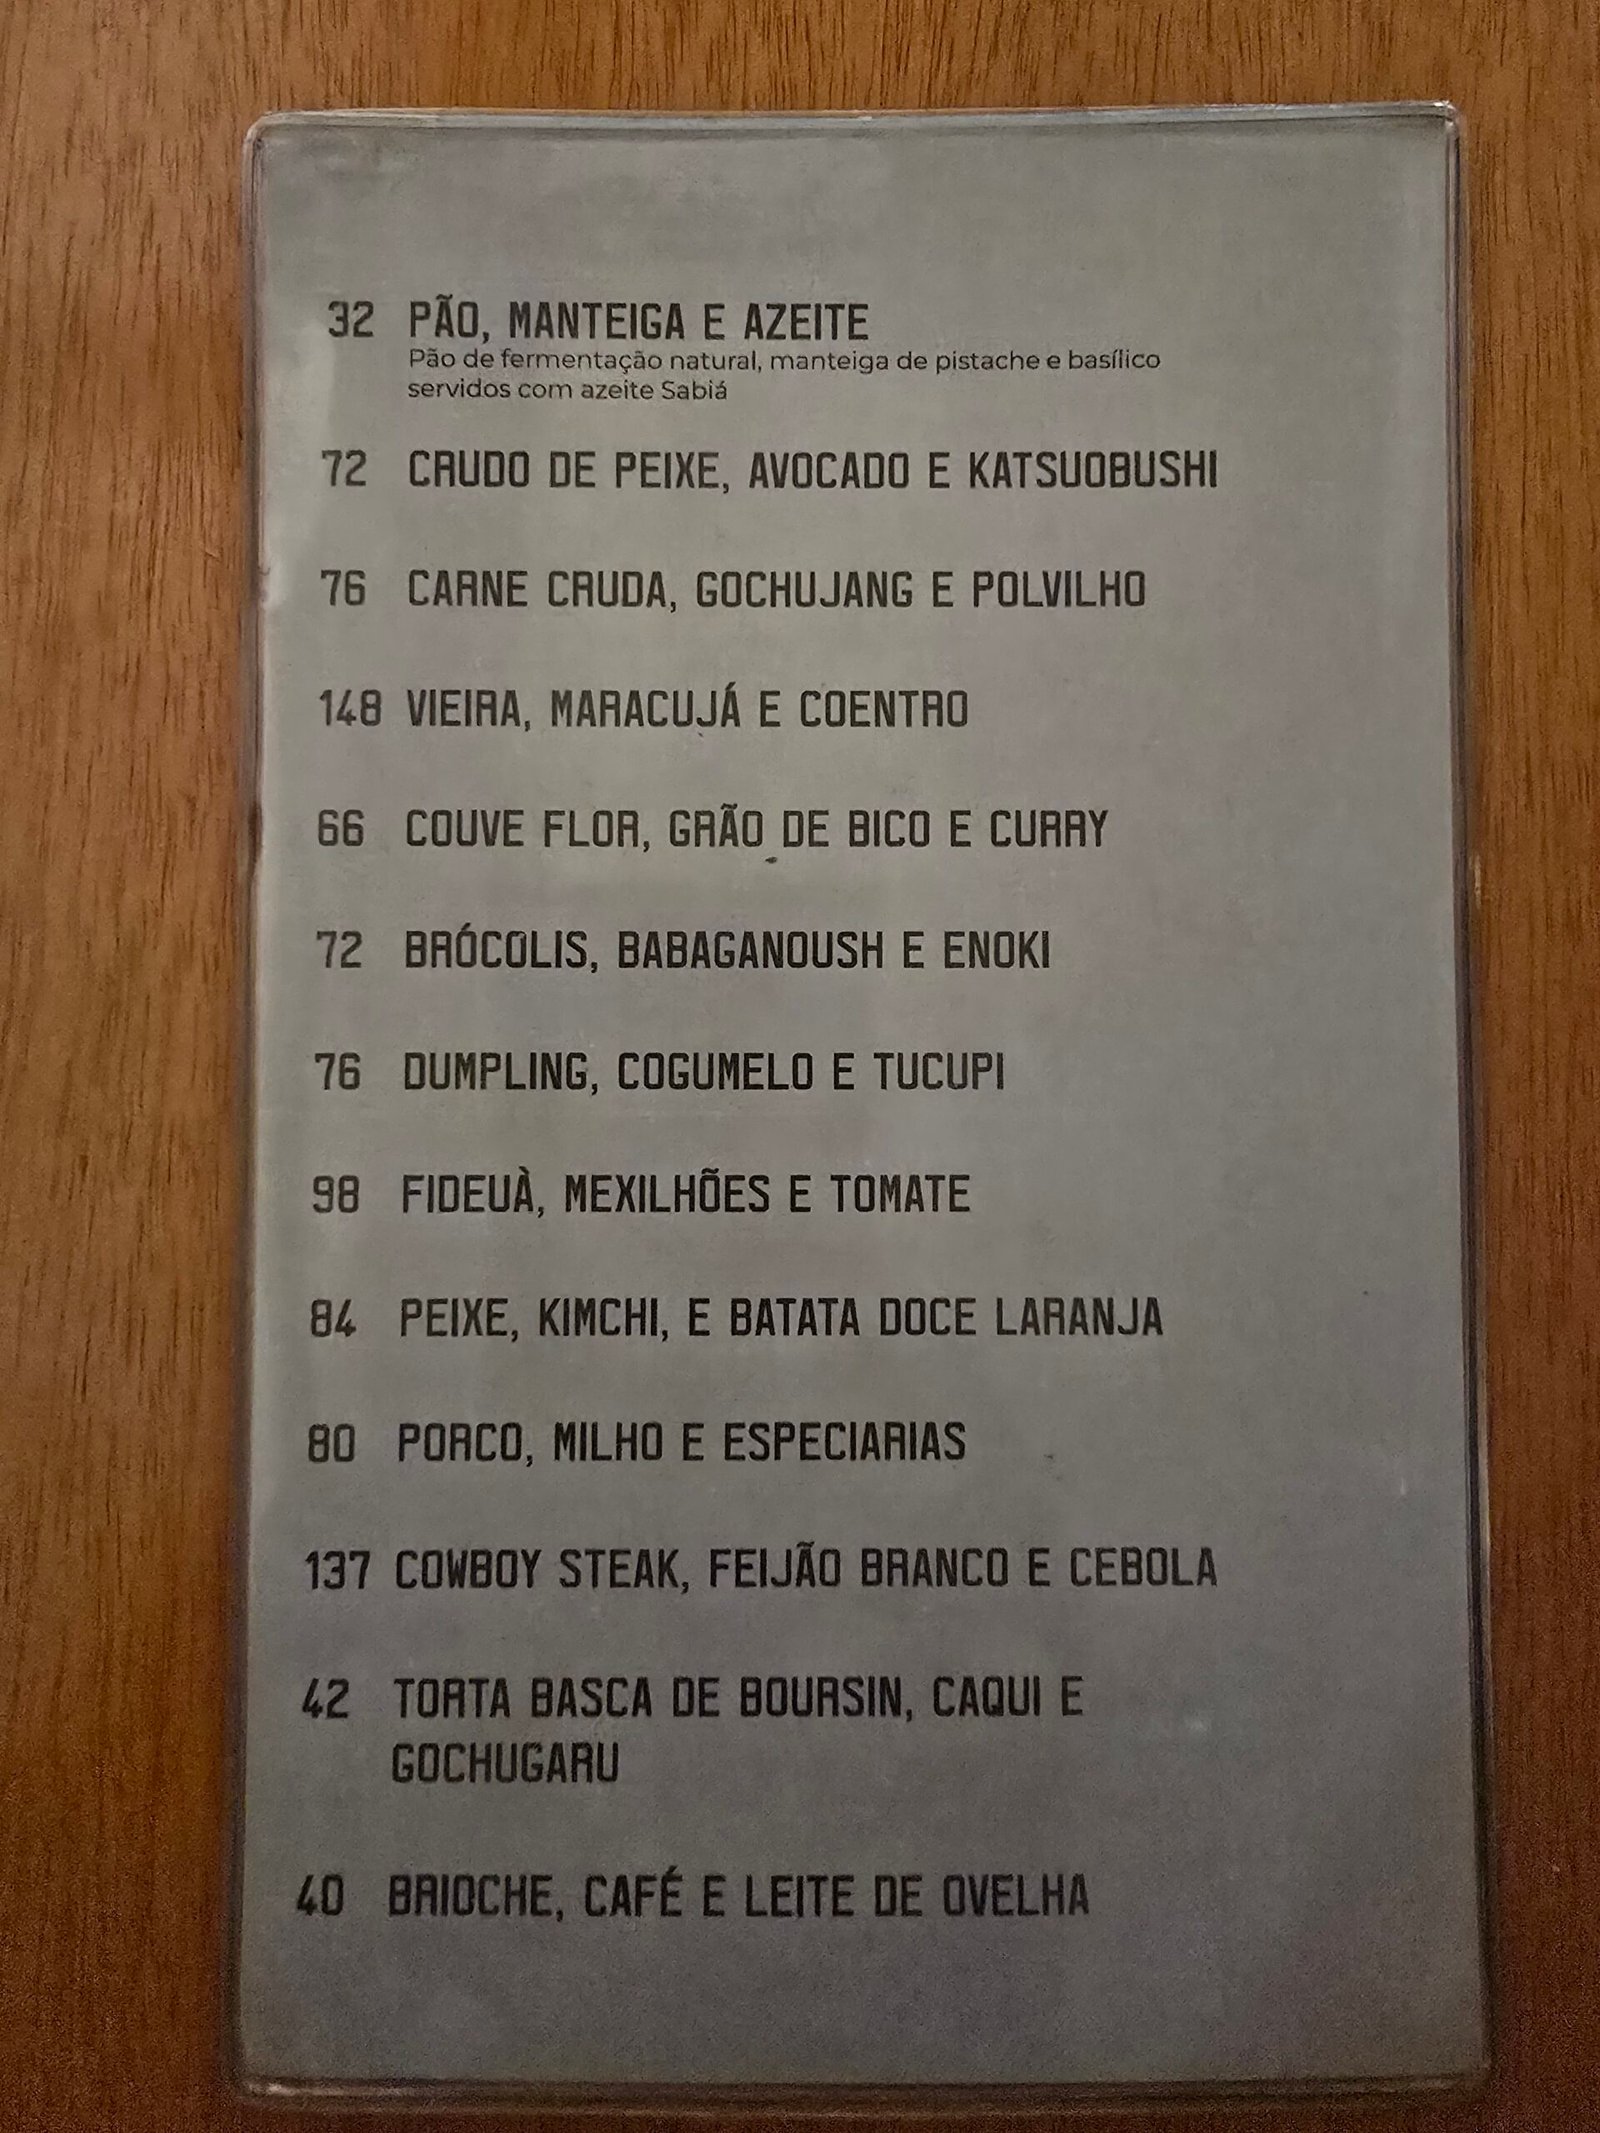 32 PÃO, MANTEIGA E AZEITE
Pão de fermentação natural, manteiga de pistache e basílico
servidos com azeite Sabiá
72 CRUDO DE PEIXE, AVOCADO E KATSUOBUSHI
76 CARNE CRUDA, GOCHUJANG E POLVILHO
148 VIEIRA, MARACUJÁ E COENTRO
66 COUVE FLOR, GRÃO DE BICO E CURRY
72 BRÓCOLIS, BABAGANOUSH E ENOKI
76 DUMPLING, COGUMELO E TUCUPI
98 FIDEUÀ, MEXILHÕES E TOMATE
84 PEIXE, KIMCHI, E BATATA DOCE LARANJA
80 PORCO, MILHO E ESPECIARIAS
137 COWBOY STEAK, FEIJÃO BRANCO E CEBOLA
42 TORTA BASCA DE BOURSIN, CAQUI E
GOCHUGARU
40 BRIOCHE, CAFÉ E LEITE DE OVELHA